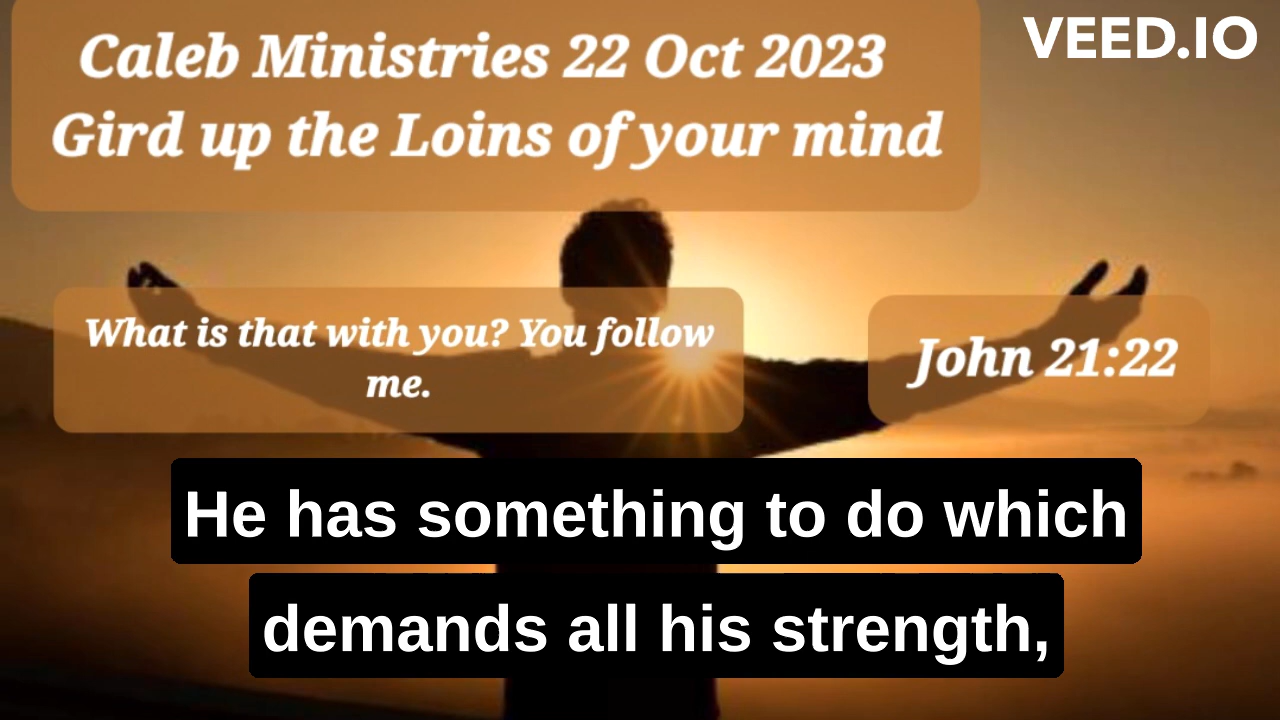 VEED.IO
Caleb Ministries 22 Oct 2023
Gird up the Loins of your mind
What is that with you? You follow
me.
John 21:22
He has something to do which
demands all his strength,